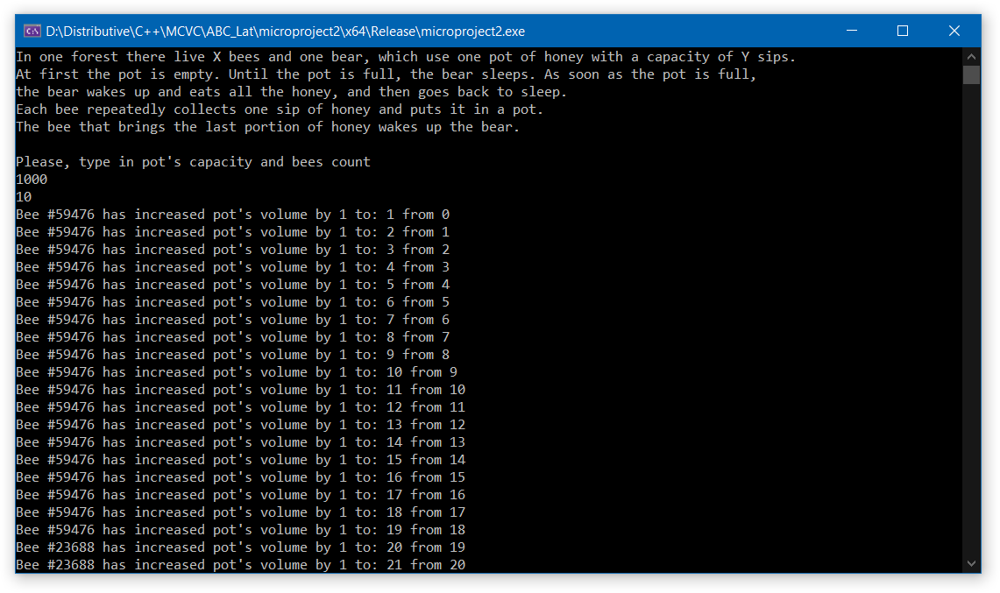 D:\Distributive\C++\MCVC\ABC_Lat\microproject2\x64\Release\microproject2.exe
In one forest there live X bees and one bear, which use one pot of honey with a capacity of Y sips.
At first the pot is empty. Until the pot is full, the bear sleeps. As soon as the pot is full,
the bear wakes up and eats all the honey, and then goes back to sleep.
Each bee repeatedly collects one sip of honey and puts it in a pot.
The bee that brings the last portion of honey wakes up the bear.
Please, type in pot's capacity and bees count
1000
10
Bee #59476 has increased pot's volume by 1 to: 1 from 0
Bee #59476 has increased pot's volume by 1 to: 2 from 1
Bee #59476 has increased pot's volume by 1 to: 3 from 2
Bee #59476 has increased pot's volume by 1 to: 4 from 3
Bee #59476 has increased pot's volume by 1 to: 5 from 4
Bee #59476 has increased pot's volume by 1 to: 6 from 5
Bee #59476 has increased pot's volume by 1 to: 7 from 6
Bee #59476 has increased pot's volume by 1 to: 8 from 7
Bee #59476 has increased pot's volume by 1 to: 9 from 8
Bee #59476 has increased pot's volume by 1 to: 10 from 9
Bee #59476 has increased pot's volume by 1 to: 11 from 10
Bee #59476 has increased pot's volume by 1 to: 12 from 11
Bee #59476 has increased pot's volume by 1 to: 13 from 12
Bee #59476 has increased pot's volume by 1 to: 14 from 13
Bee #59476 has increased pot's volume by 1 to: 15 from 14
Bee #59476 has increased pot's volume by 1 to: 16 from 15
Bee #59476 has increased pot's volume by 1 to: 17 from 16
Bee #59476 has increased pot's volume by 1 to: 18 from 17
Bee #59476 has increased pot's volume by 1 to: 19 from 18
Bee #23688 has increased pot's volume by 1 to: 20 from 19
Bee #23688 has increased pot's volume by 1 to: 21 from 20